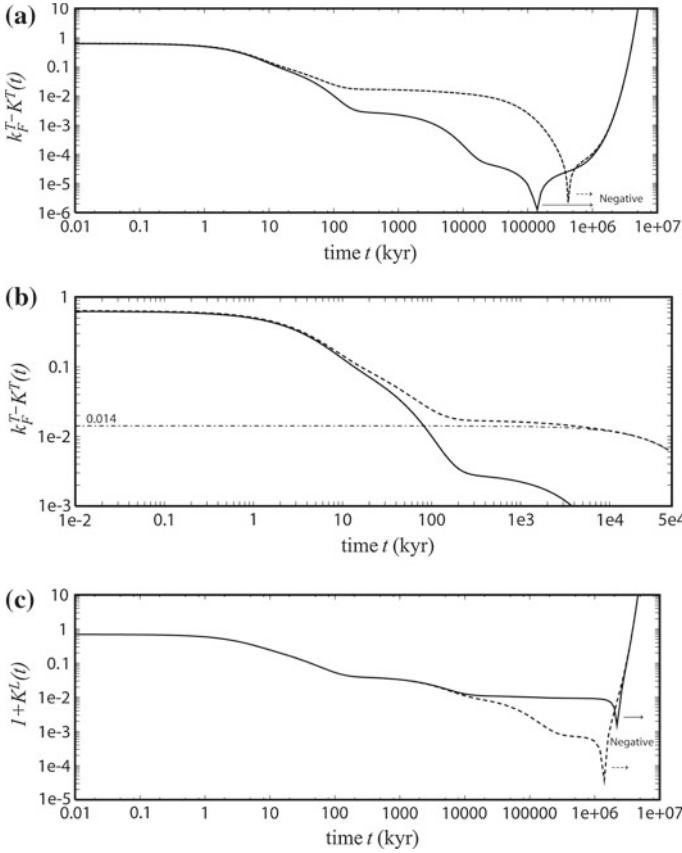 (a)
10
1
0.1
1e-2
1e-3
1e-4
1e-5
1e-6
k_F^T-K^T(t)
Negative
0.01 0.1 1 10 100 1000 10000 100000 1e+06 1e+07
time t (kyr)
(b)
1
0.1
1e-2
1e-3
k_F^T-K^T(t)
0.014
1e-2 0.1 1 10 100 1e+3 1e+4 5e4
time t (kyr)
(c)
10
1
0.1
1e-2
1e-3
1e-4
1e-5
1+K^L(t)
Negative
0.01 0.1 1 10 100 1000 10000 100000 1e+06 1e+07
time t (kyr)